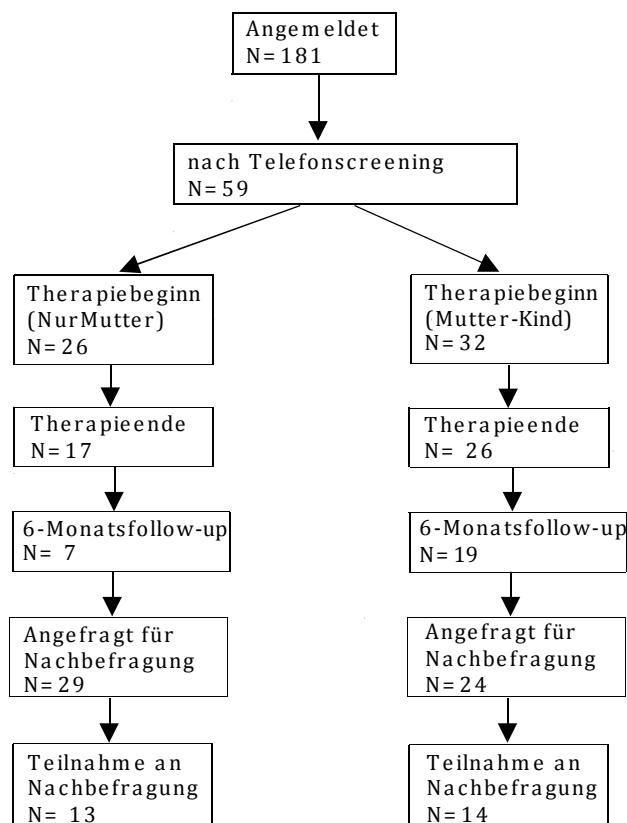 Angemeldet
N=181
nach Telefonscreening
N=59
Therapiebeginn
(NurMutter)
N=26
Therapiebeginn
(Mutter-Kind)
N=32
Therapieende
N=17
Therapieende
N= 26
6-Monatsfollow-up
N= 7
6-Monatsfollow-up
N=19
Angefragt für
Nachbefragung
N=29
Angefragt für
Nachbefragung
N=24
Teilnahme an
Nachbefragung
N= 13
Teilnahme an
Nachbefragung
N=14